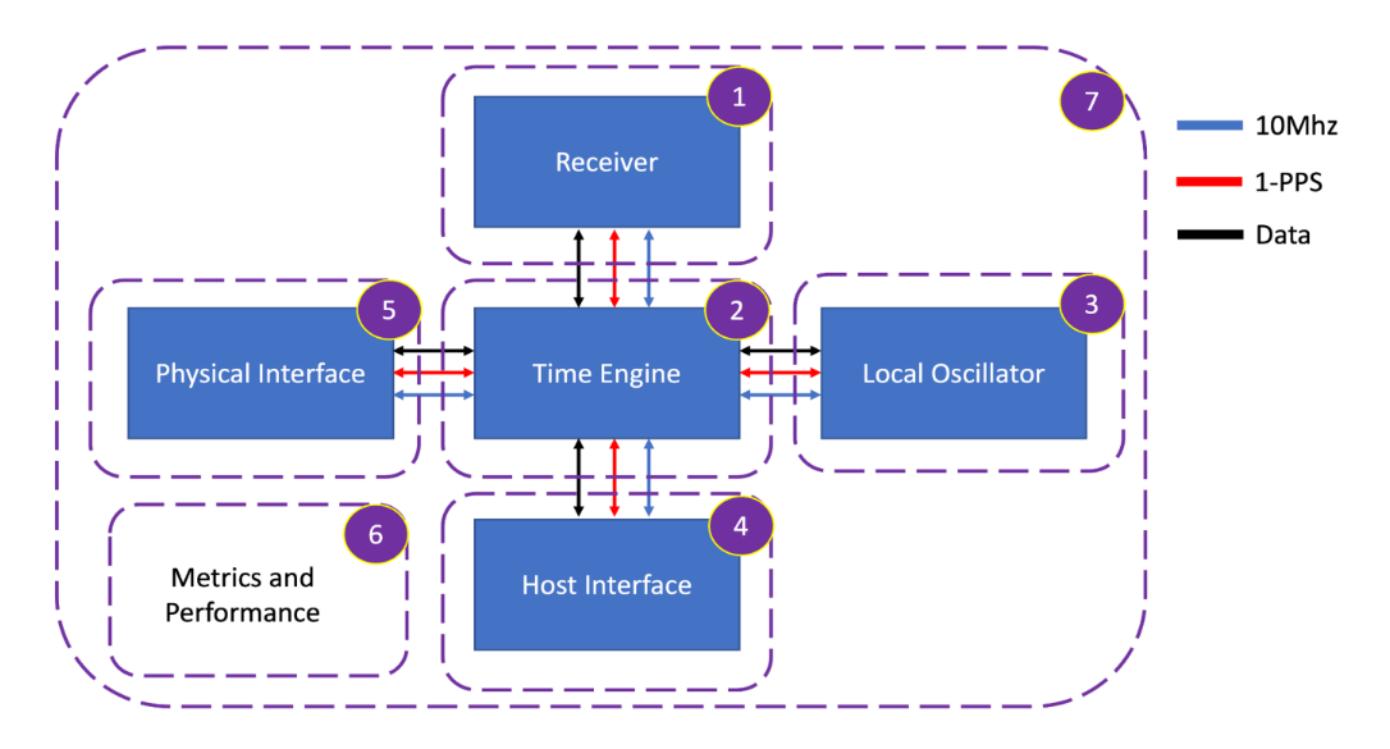 1
7
10Mhz
Receiver
1-PPS
Data
5
2
3
Physical Interface
Time Engine
Local Oscillator
6
4
Metrics and
Performance
Host Interface